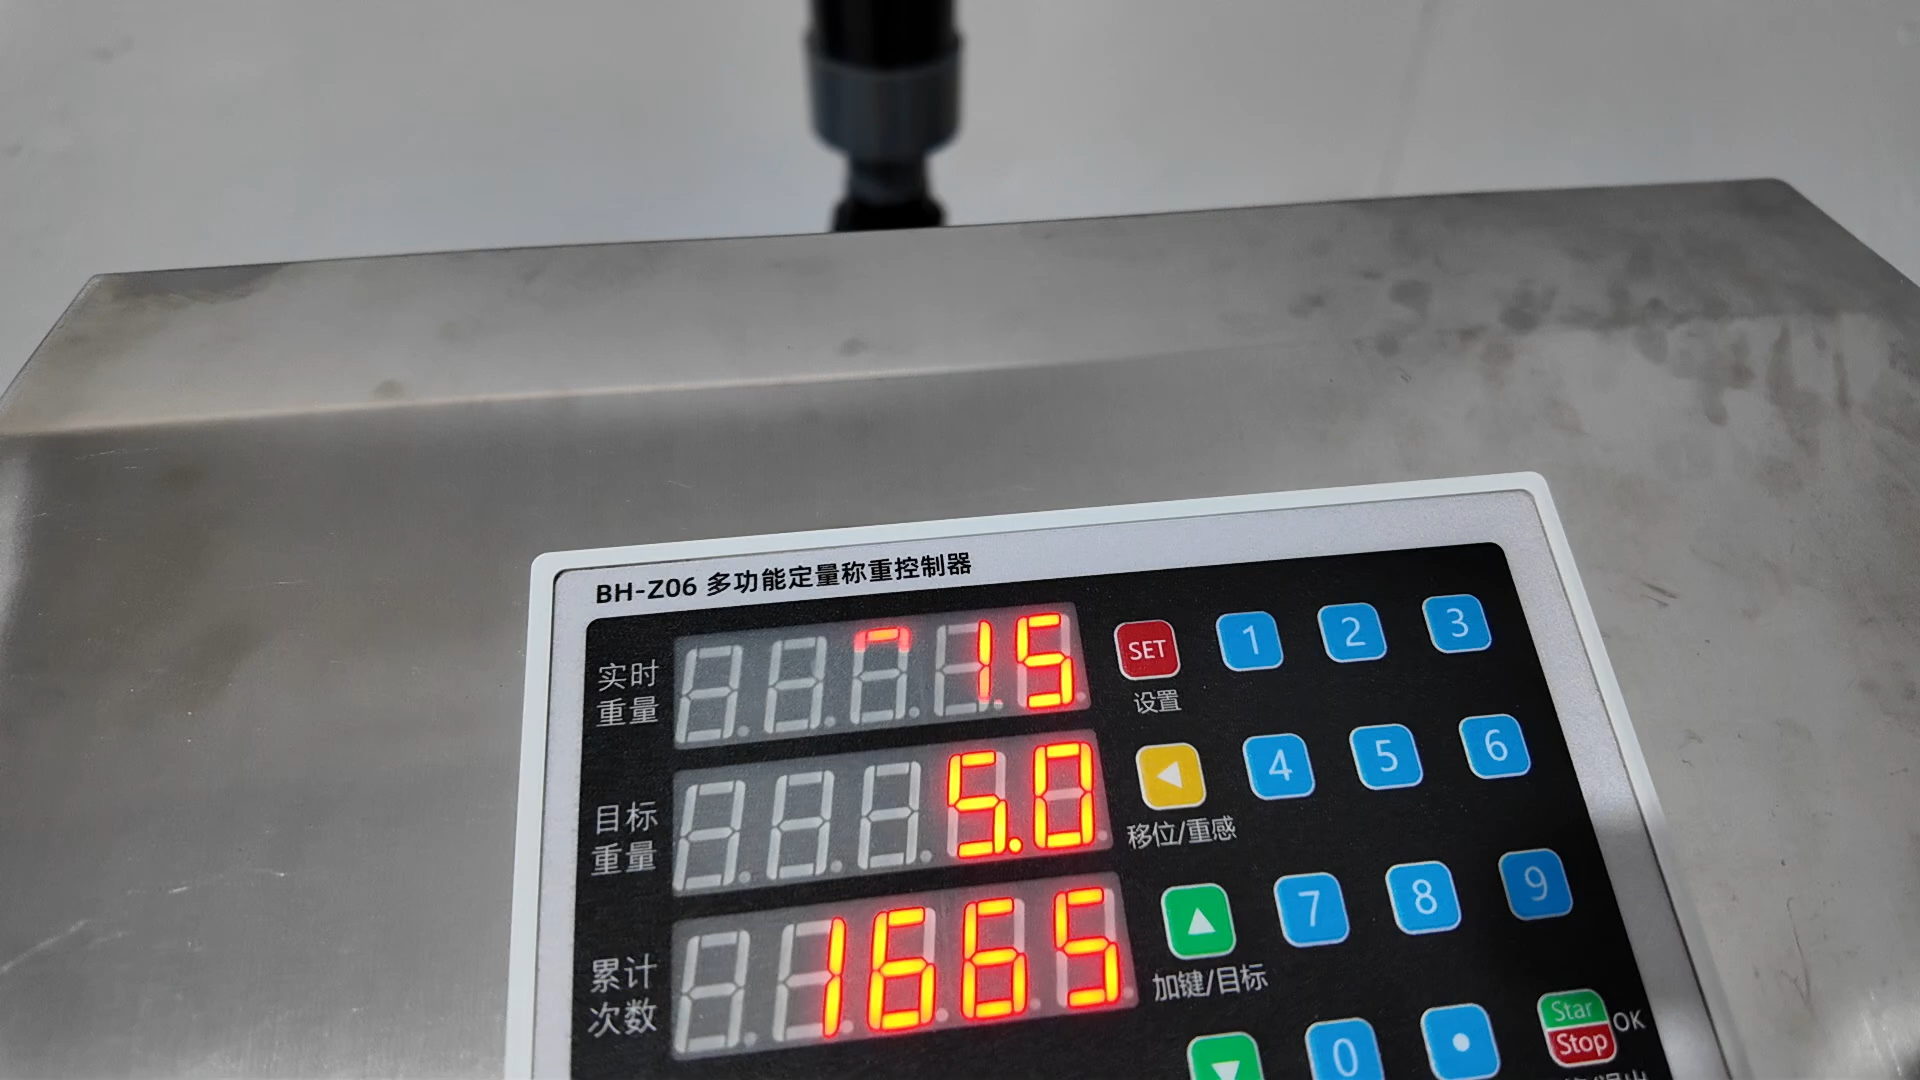 BH-Z06 多功能定量称重控制器
实时
重量
15
SET
设置
1
2
3
目标
重量
5.0
移位/重感
4
5
6
累计
次数
1665
加键/目标
7
8
9
0
Star
Stop
OK